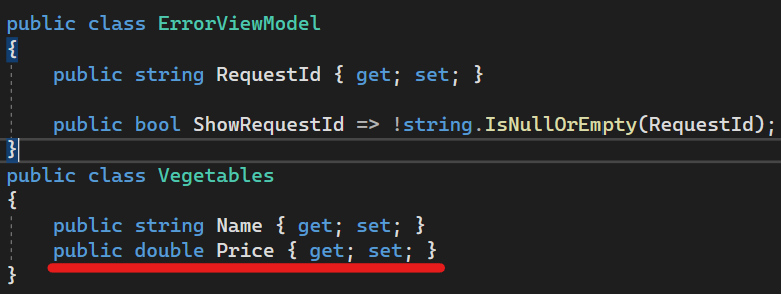 public class ErrorViewModel
{
public string RequestId { get; set; }
public bool ShowRequestId => !string.IsNullOrEmpty(RequestId);
}
public class Vegetables
{
public string Name { get; set; }
public double Price { get; set; }
}